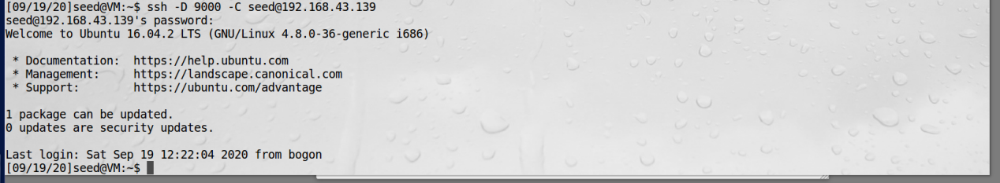 [09/19/20]seed@VM:~$ ssh -D 9000 -C seed@192.168.43.139
seed@192.168.43.139's password:
Welcome to Ubuntu 16.04.2 LTS (GNU/Linux 4.8.0-36-generic i686)
* Documentation:  https://help.ubuntu.com
* Management:     https://landscape.canonical.com
* Support:        https://ubuntu.com/advantage
1 package can be updated.
0 updates are security updates.
Last login: Sat Sep 19 12:22:04 2020 from bogon
[09/19/20]seed@VM:~$